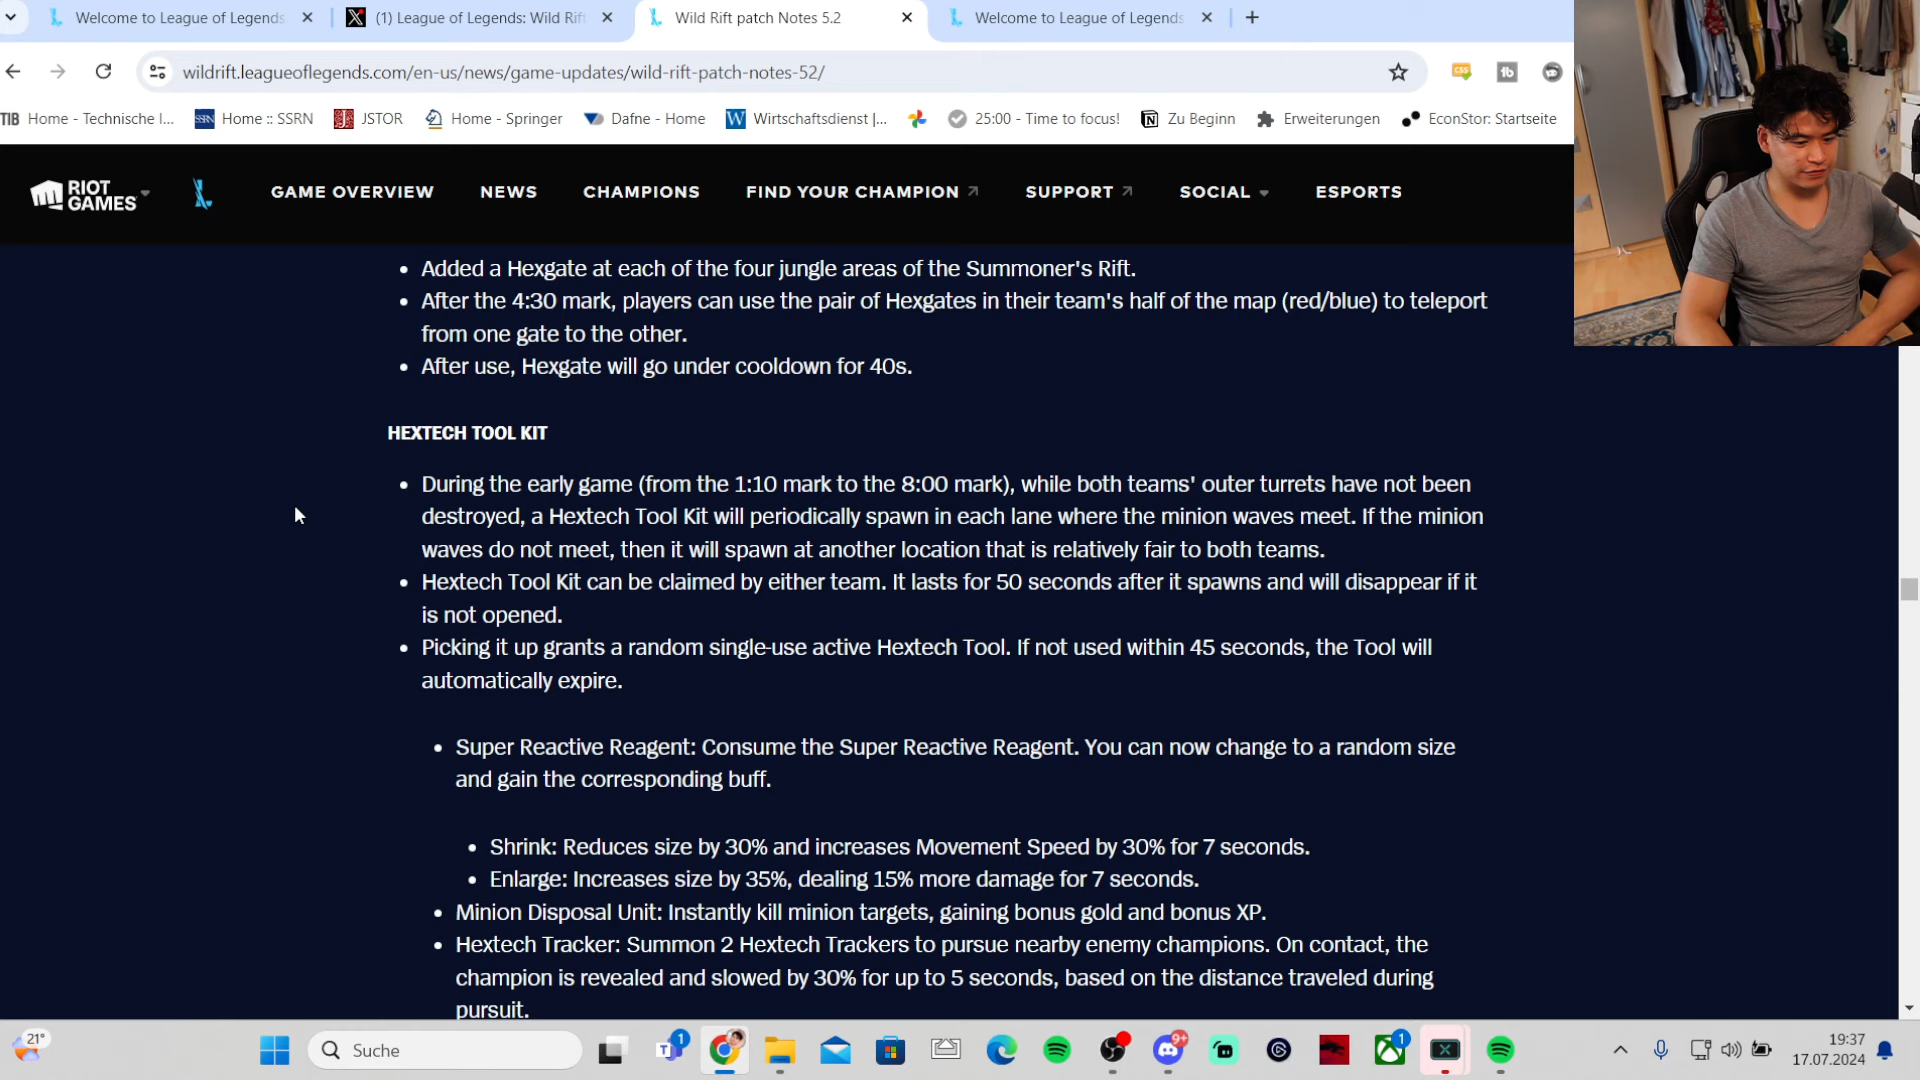 Welcome to League of Legends
(1) League of Legends: Wild Rif
Wild Rift patch Notes 5.2
Welcome to League of Legends
wildrift.leagueoflegends.com/en-us/news/game-updates/wild-rift-patch-notes-52/
TIB Home - Technische I...
SSRN Home :: SSRN
JSTOR
Home - Springer
Dafne - Home
W Wirtschaftsdienst |...
25:00 - Time to focus!
Zu Beginn
Erweiterungen
EconStor: Startseite
RIOT GAMES
GAME OVERVIEW
NEWS
CHAMPIONS
FIND YOUR CHAMPION
SUPPORT
SOCIAL
ESPORTS
• Added a Hexgate at each of the four jungle areas of the Summoner's Rift.
• After the 4:30 mark, players can use the pair of Hexgates in their team's half of the map (red/blue) to teleport
from one gate to the other.
• After use, Hexgate will go under cooldown for 40s.
HEXTECH TOOL KIT
• During the early game (from the 1:10 mark to the 8:00 mark), while both teams' outer turrets have not been
destroyed, a Hextech Tool Kit will periodically spawn in each lane where the minion waves meet. If the minion
waves do not meet, then it will spawn at another location that is relatively fair to both teams.
• Hextech Tool Kit can be claimed by either team. It lasts for 50 seconds after it spawns and will disappear if it
is not opened.
• Picking it up grants a random single-use active Hextech Tool. If not used within 45 seconds, the Tool will
automatically expire.
• Super Reactive Reagent: Consume the Super Reactive Reagent. You can now change to a random size
and gain the corresponding buff.
• Shrink: Reduces size by 30% and increases Movement Speed by 30% for 7 seconds.
• Enlarge: Increases size by 35%, dealing 15% more damage for 7 seconds.
• Minion Disposal Unit: Instantly kill minion targets, gaining bonus gold and bonus XP.
• Hextech Tracker: Summon 2 Hextech Trackers to pursue nearby enemy champions. On contact, the
champion is revealed and slowed by 30% for up to 5 seconds, based on the distance traveled during
pursuit.
21°
Suche
1
9+
1
19:37
17.07.2024